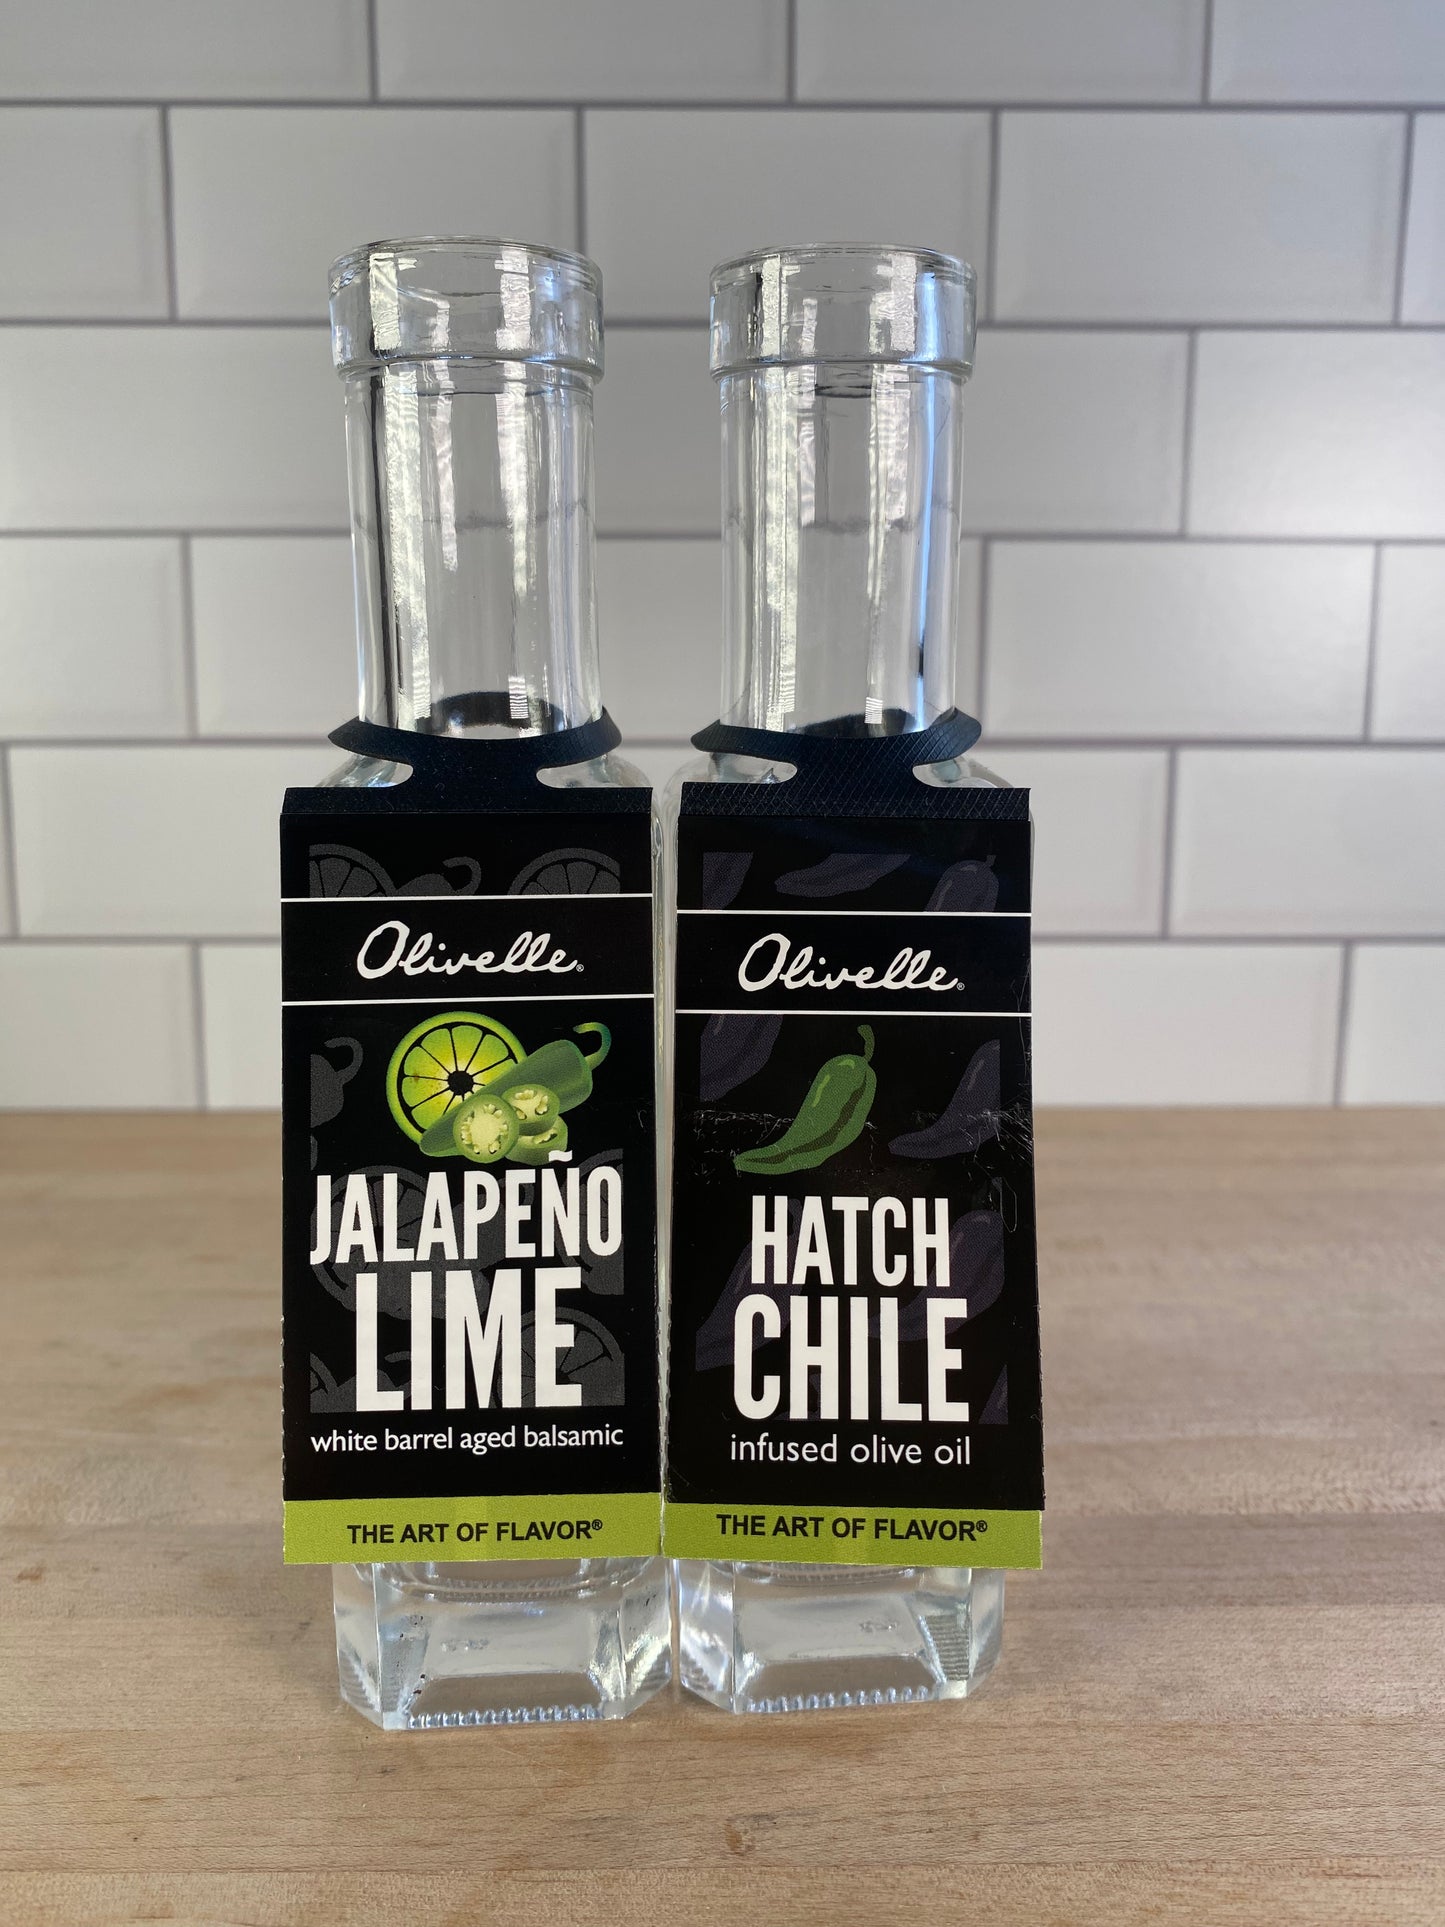 Olivelle®
JALAPEÑO
LIME
white barrel aged balsamic
THE ART OF FLAVOR®
Olivelle®
HATCH
CHILE
infused olive oil
THE ART OF FLAVOR®